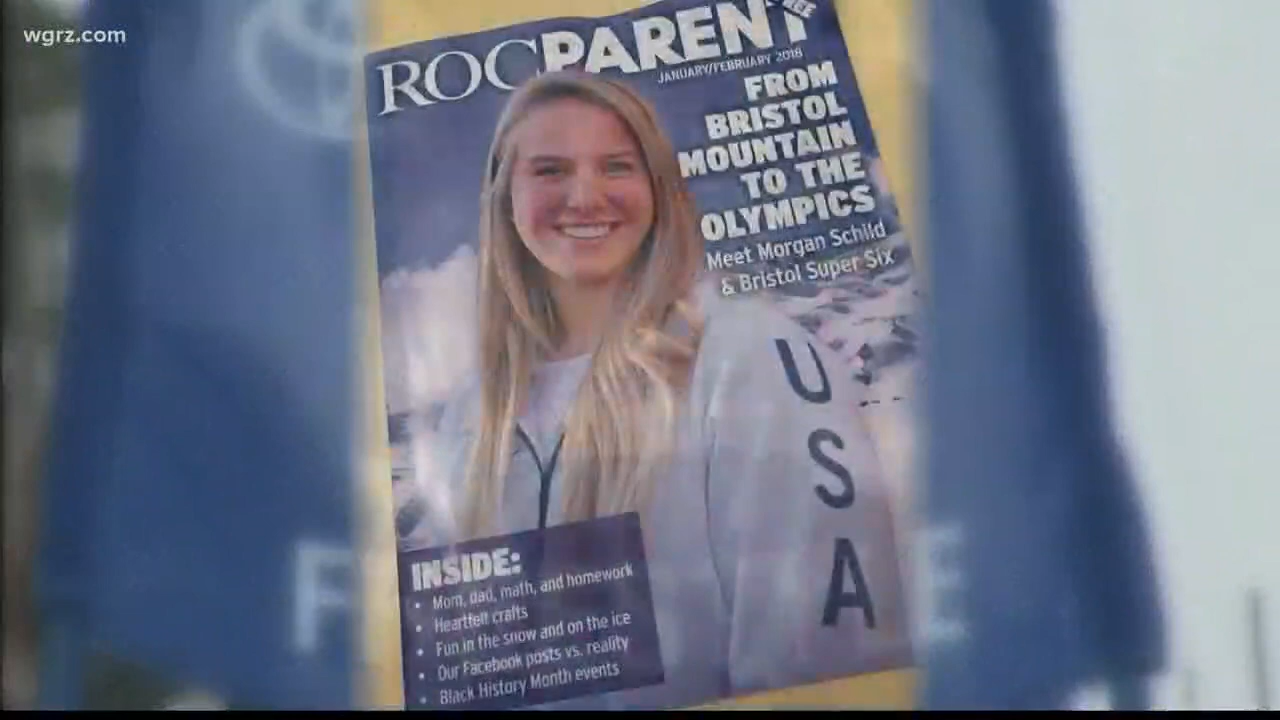 wgrz.com
ROCPARENT
FREE
JANUARY/FEBRUARY 2018
FROM
BRISTOL
MOUNTAIN
TO THE
OLYMPICS
Meet Morgan Schild
& Bristol Super Six
U
S
A
INSIDE:
• Mom, dad, math, and homework
• Heartfelt crafts
• Fun in the snow and on the ice
• Our Facebook posts vs. reality
• Black History Month events
F
E